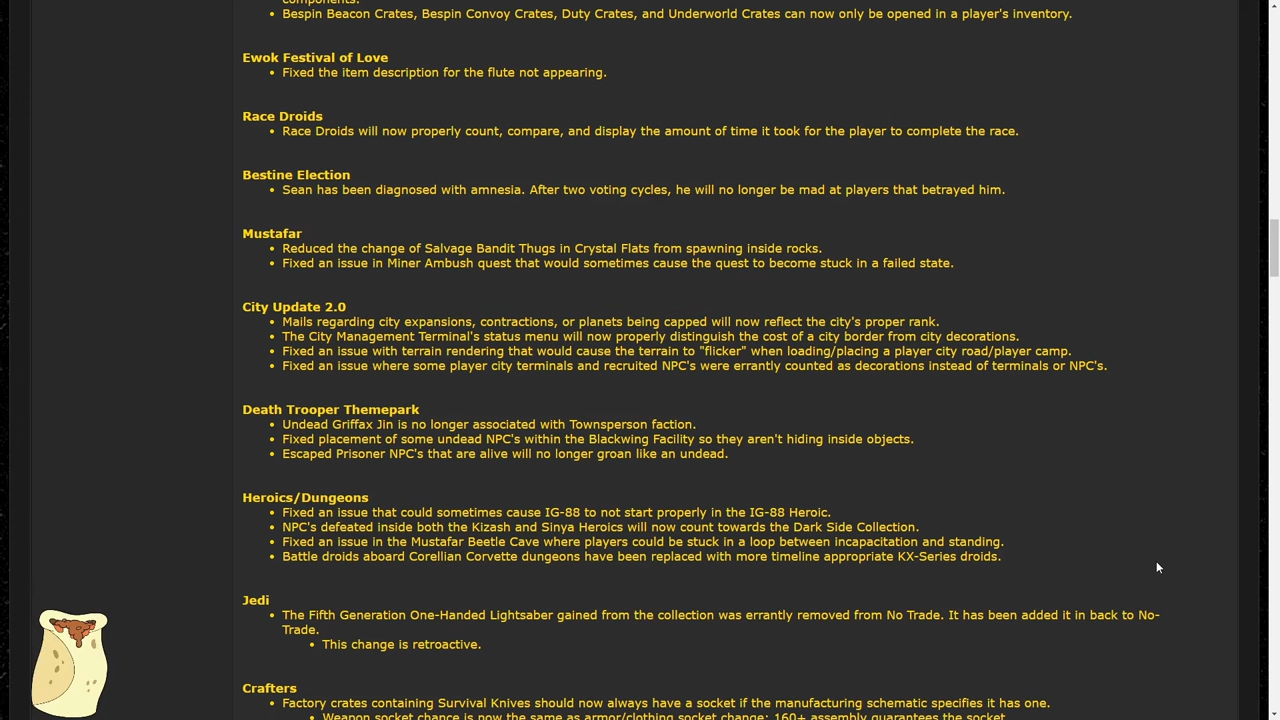 components.
• Bespin Beacon Crates, Bespin Convoy Crates, Duty Crates, and Underworld Crates can now only be opened in a player's inventory.
Ewok Festival of Love
• Fixed the item description for the flute not appearing.
Race Droids
• Race Droids will now properly count, compare, and display the amount of time it took for the player to complete the race.
Bestine Election
• Sean has been diagnosed with amnesia. After two voting cycles, he will no longer be mad at players that betrayed him.
Mustafar
• Reduced the change of Salvage Bandit Thugs in Crystal Flats from spawning inside rocks.
• Fixed an issue in Miner Ambush quest that would sometimes cause the quest to become stuck in a failed state.
City Update 2.0
• Mails regarding city expansions, contractions, or planets being capped will now reflect the city's proper rank.
• The City Management Terminal's status menu will now properly distinguish the cost of a city border from city decorations.
• Fixed an issue with terrain rendering that would cause the terrain to "flicker" when loading/placing a player city road/player camp.
• Fixed an issue where some player city terminals and recruited NPC's were errantly counted as decorations instead of terminals or NPC's.
Death Trooper Themepark
• Undead Griffax Jin is no longer associated with Townsperson faction.
• Fixed placement of some undead NPC's within the Blackwing Facility so they aren't hiding inside objects.
• Escaped Prisoner NPC's that are alive will no longer groan like an undead.
Heroics/Dungeons
• Fixed an issue that could sometimes cause IG-88 to not start properly in the IG-88 Heroic.
• NPC's defeated inside both the Kizash and Sinya Heroics will now count towards the Dark Side Collection.
• Fixed an issue in the Mustafar Beetle Cave where players could be stuck in a loop between incapacitation and standing.
• Battle droids aboard Corellian Corvette dungeons have been replaced with more timeline appropriate KX-Series droids.
Jedi
• The Fifth Generation One-Handed Lightsaber gained from the collection was errantly removed from No Trade. It has been added it in back to No-
Trade.
• This change is retroactive.
Crafters
• Factory crates containing Survival Knives should now always have a socket if the manufacturing schematic specifies it has one.
• Weapon socket chance is now the same as armor/clothing socket change: 160+ assembly guarantees the socket.